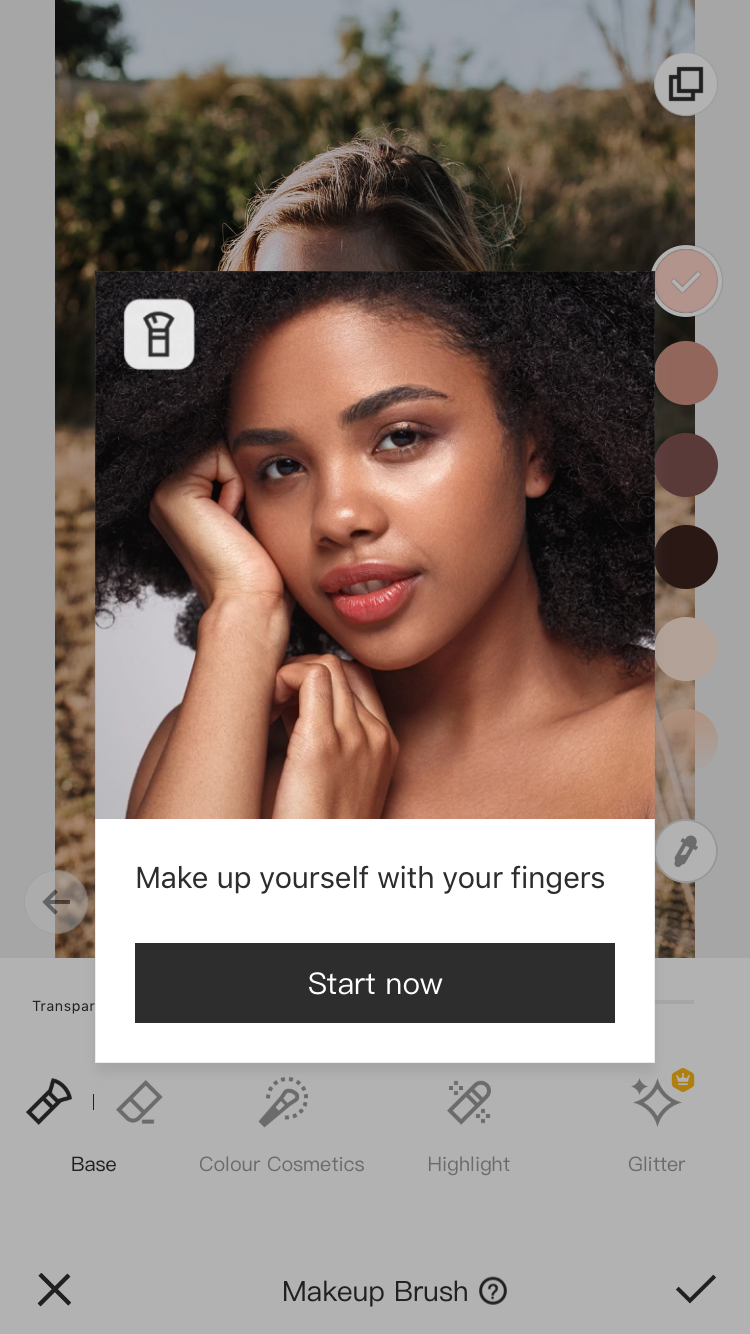 Make up yourself with your fingers
Start now
Transpar
Base
Colour Cosmetics
Highlight
Glitter
Makeup Brush